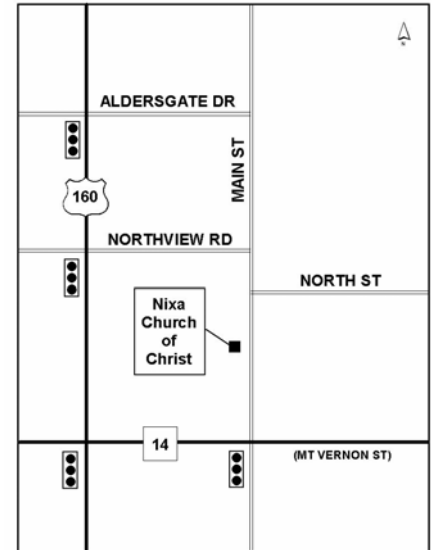 N
ALDERSGATE DR
MAIN ST
160
NORTHVIEW RD
NORTH ST
Nixa
Church
of
Christ
14
(MT VERNON ST)